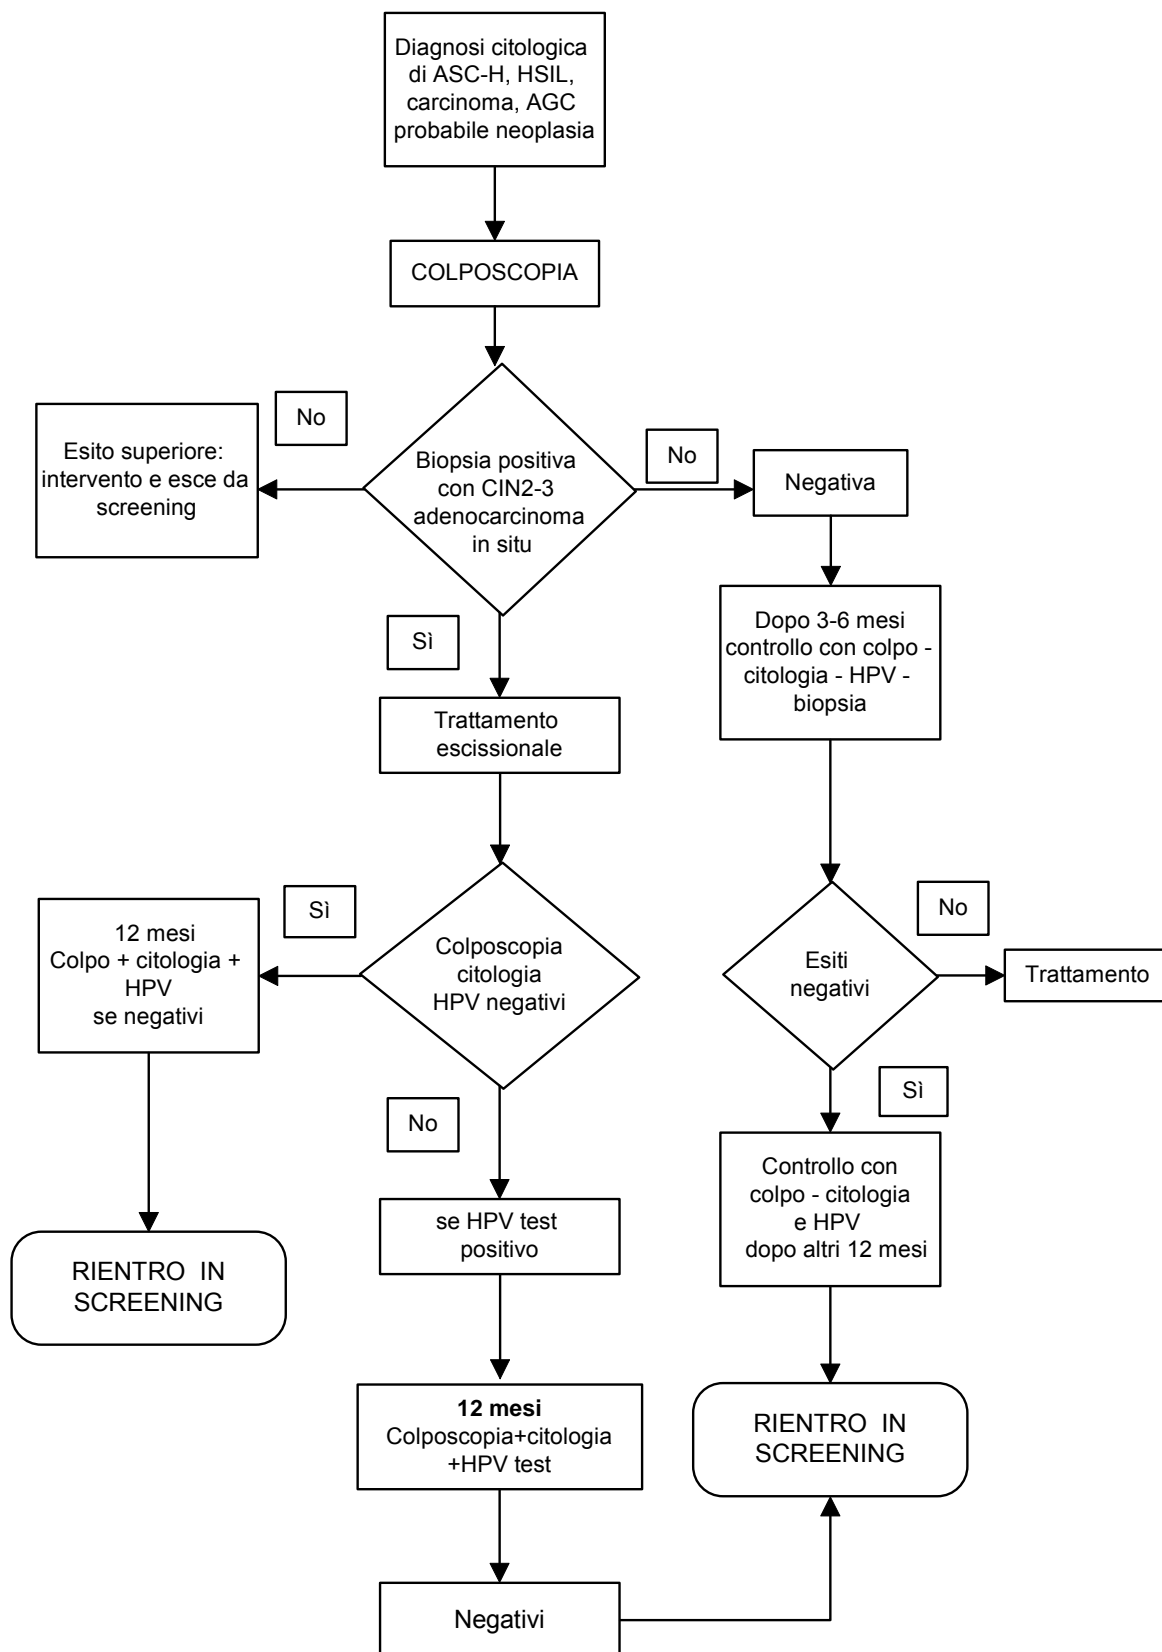 Diagnosi citologica
di ASC-H, HSIL,
carcinoma, AGC
probabile neoplasia
COLPOSCOPIA
No
Esito superiore:
intervento e esce da
screening
Biopsia positiva
con CIN2-3
adenocarcinoma
in situ
No
Negativa
Sì
Dopo 3-6 mesi
controllo con colpo -
citologia - HPV -
biopsia
Trattamento
escissionale
Sì
12 mesi
Colpo + citologia +
HPV
se negativi
Colposcopia
citologia
HPV negativi
Esiti
negativi
No
Trattamento
No
Sì
se HPV test
positivo
Controllo con
colpo - citologia
e HPV
dopo altri 12 mesi
RIENTRO IN
SCREENING
12 mesi
Colposcopia+citologia
+HPV test
RIENTRO IN
SCREENING
Negativi